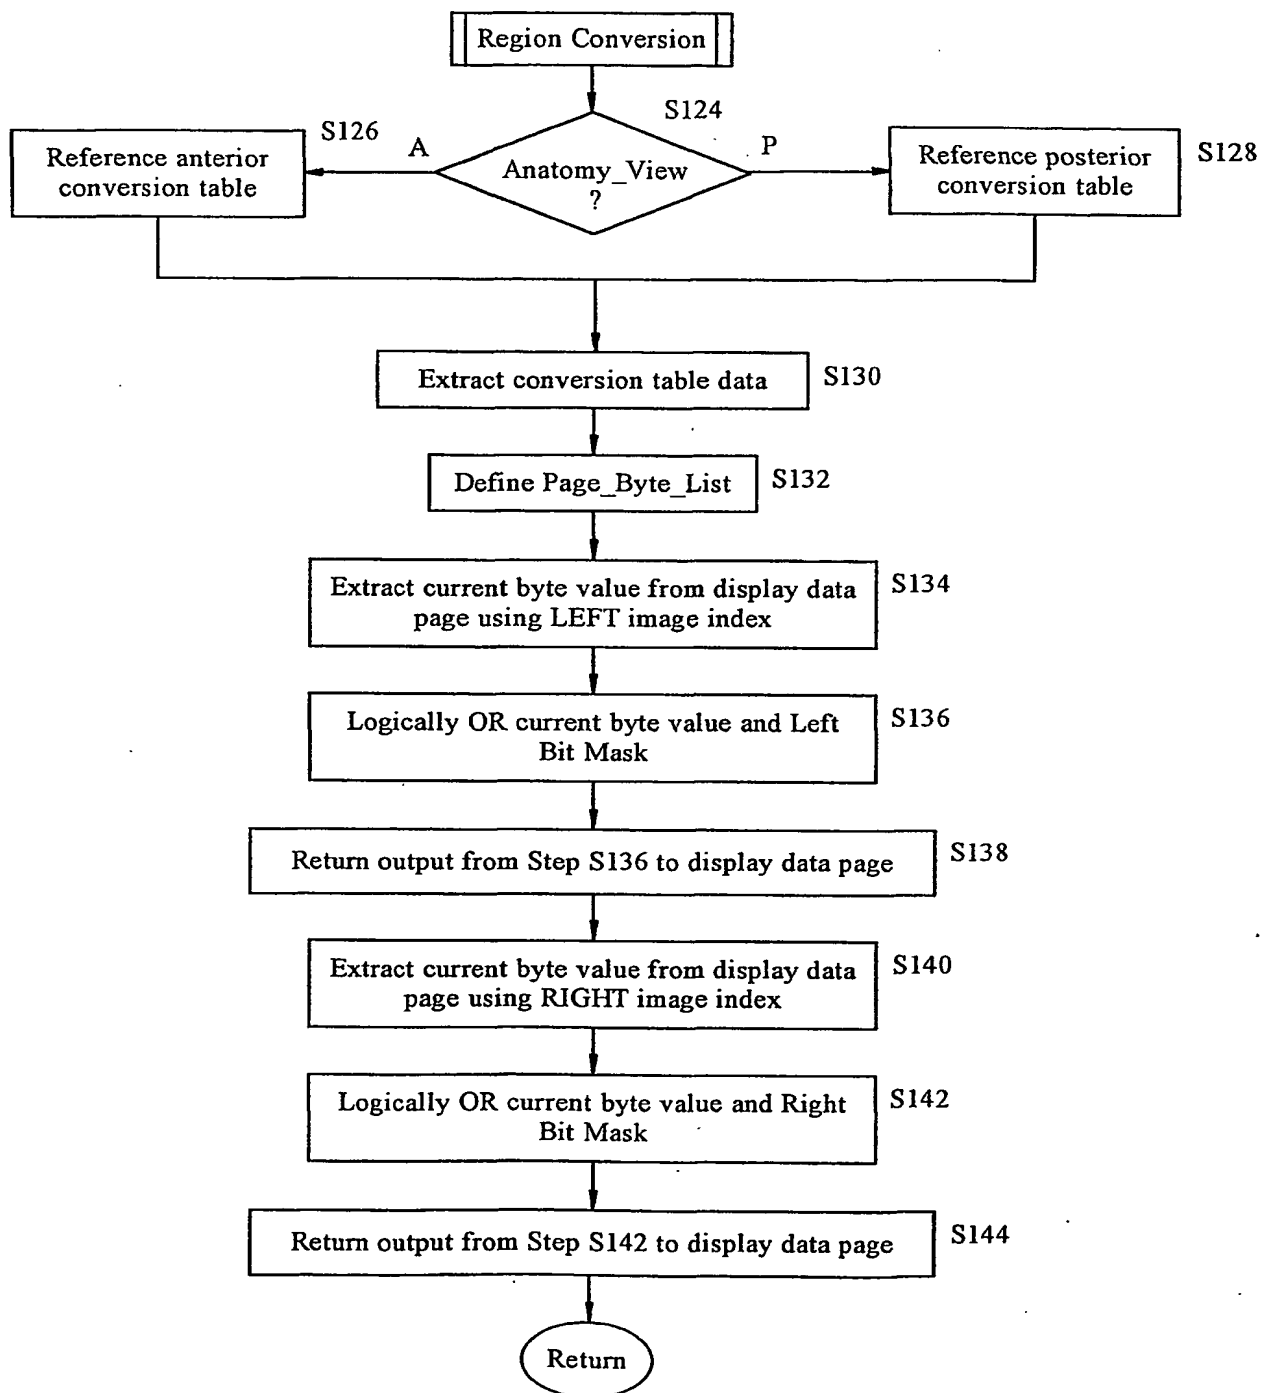 Region Conversion
S124
S126
A
P
Reference anterior
conversion table
Anatomy_View
?
Reference posterior
conversion table
S128
Extract conversion table data
S130
Define Page_Byte_List
S132
Extract current byte value from display data
page using LEFT image index
S134
Logically OR current byte value and Left
Bit Mask
S136
Return output from Step S136 to display data page
S138
Extract current byte value from display data
page using RIGHT image index
S140
Logically OR current byte value and Right
Bit Mask
S142
Return output from Step S142 to display data page
S144
Return